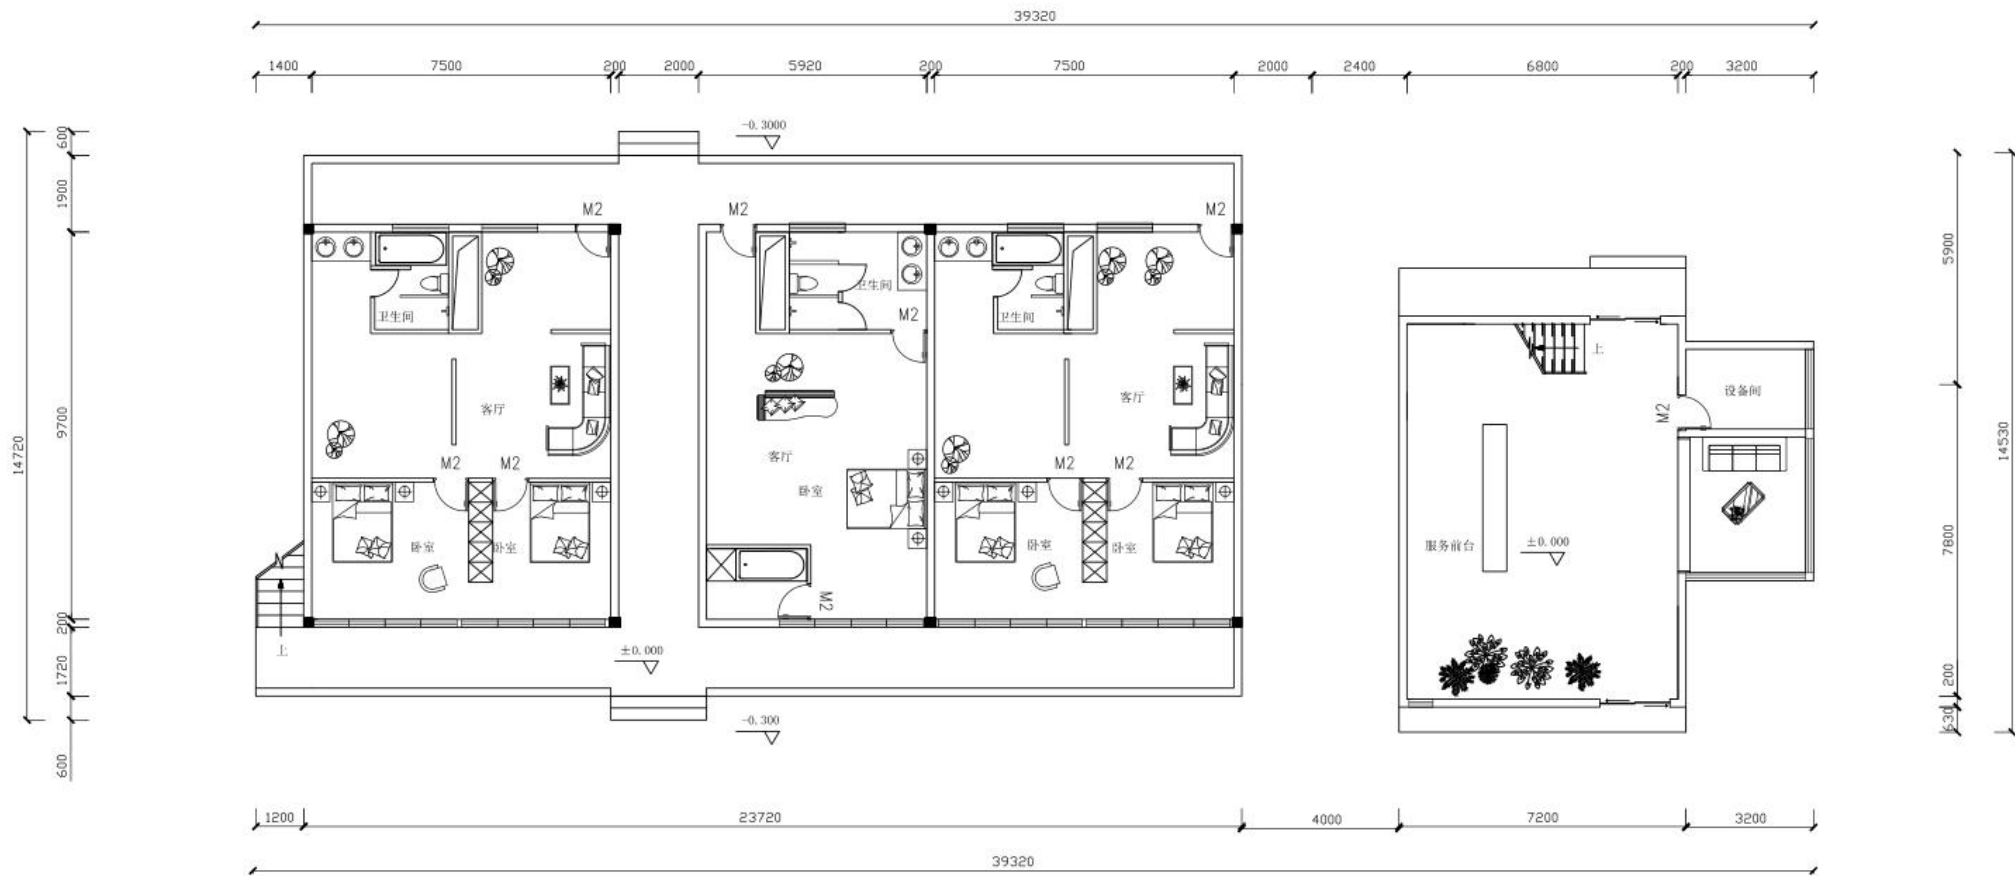 39320
1400 7500 200 2000 5920 200 7500 2000 2400 6800 200 3200
-0.3000
600
1900
9700
200
1720
600
14720
M2 M2 M2
卫生间 卫生间 卫生间
M2
上
设备间
M2
客厅 客厅
客厅
M2 M2 M2 M2
卧室
卧室 卧室 卧室 卧室
服务前台 ±0.000
M2
上
±0.000
-0.300
5900
7800
200
630
14530
1200 23720 4000 7200 3200
39320